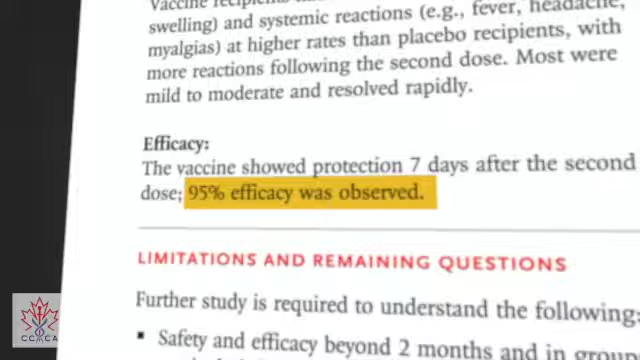 Vaccine recipients
swelling) and systemic reactions (e.g., fever, headache,
myalgias) at higher rates than placebo recipients, with
more reactions following the second dose. Most were
mild to moderate and resolved rapidly.
Efficacy:
The vaccine showed protection 7 days after the second
dose; 95% efficacy was observed.
LIMITATIONS AND REMAINING QUESTIONS
Further study is required to understand the following:
▪ Safety and efficacy beyond 2 months and in